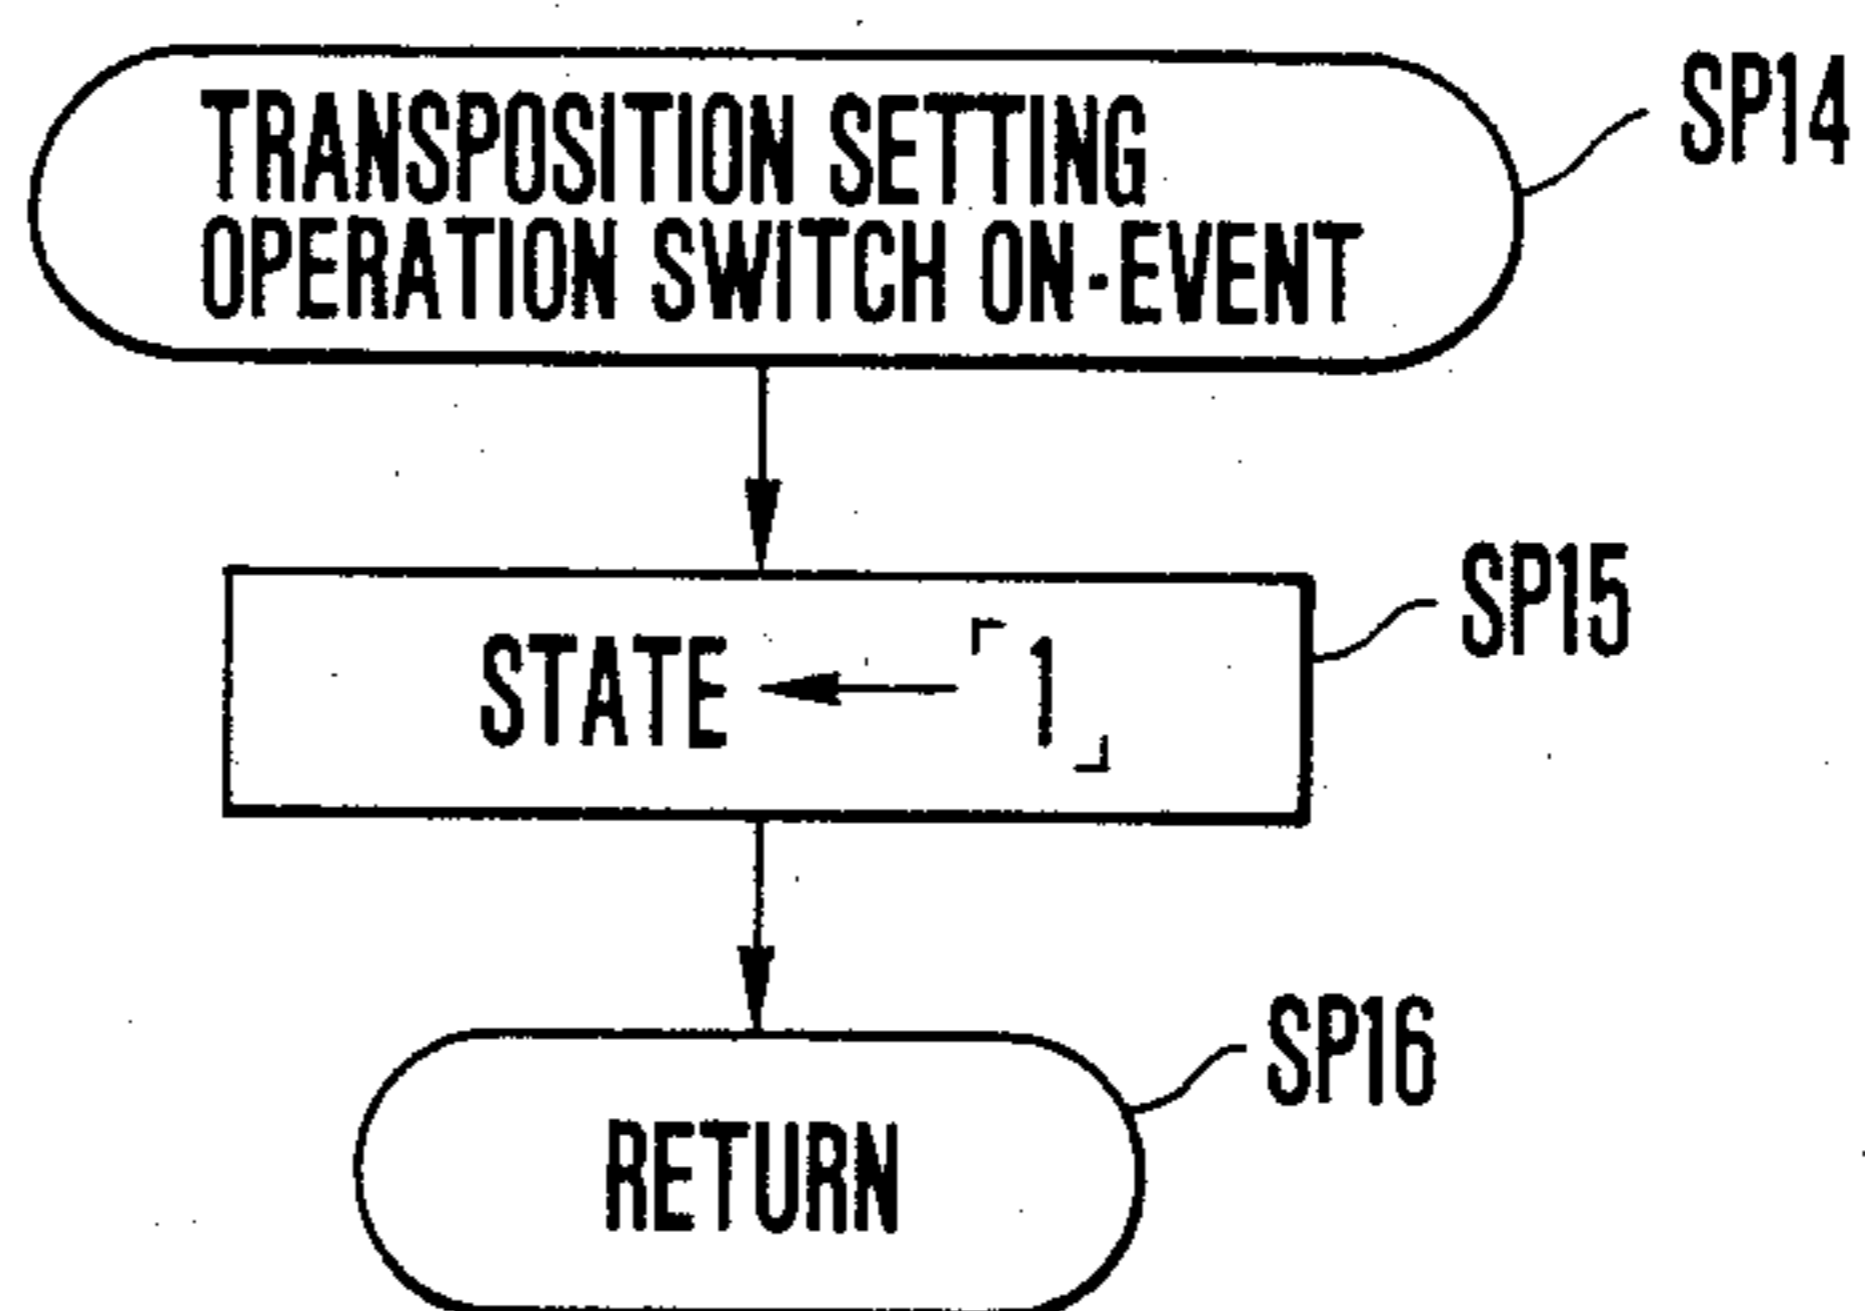 TRANSPOSITION SETTING
OPERATION SWITCH ON-EVENT
SP14
STATE ← 「1」
SP15
RETURN
SP16